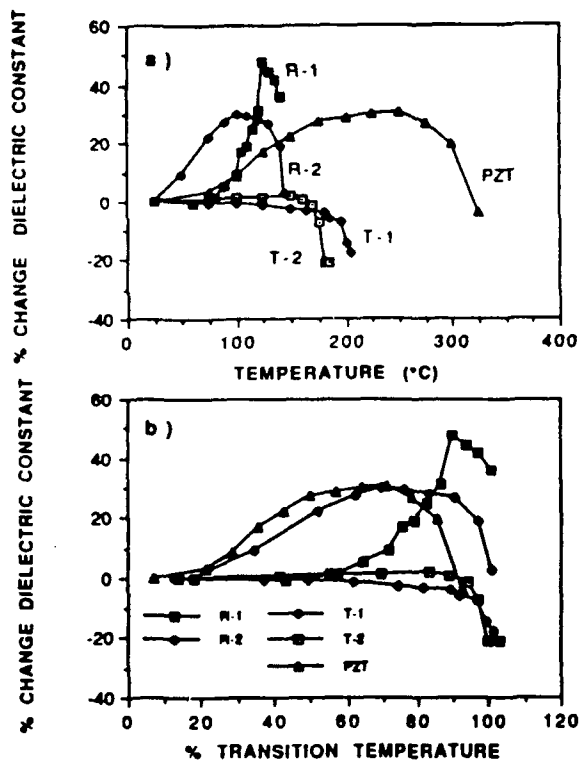 % CHANGE DIELECTRIC CONSTANT
60
40
20
0
-20
-40
a)
R-1
R-2
PZT
T-1
T-2
0
100
200
300
400
TEMPERATURE (°C)
% CHANGE DIELECTRIC CONSTANT
60
40
20
0
-20
-40
b)
R-1
T-1
R-2
T-2
PZT
0
20
40
60
80
100
120
% TRANSITION TEMPERATURE